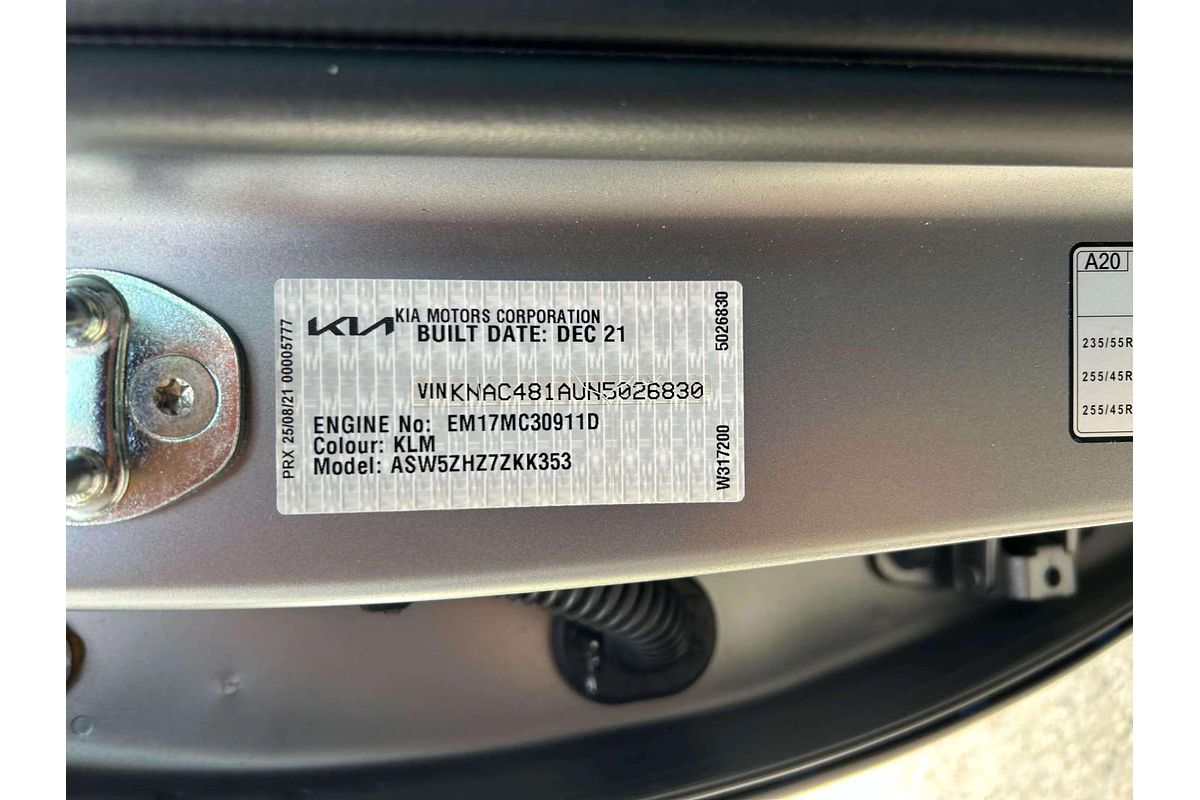 KIA KIA MOTORS CORPORATION
BUILT DATE: DEC 21
VIN KNAC481AUN5026830
ENGINE No: EM17MC30911D
Colour: KLM
Model: ASW5ZHZ7ZKK353
PRX 25/08/21 00005777
5026830
W317200
A20
235/55R
255/45R
255/45R